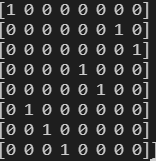 [1 0 0 0 0 0 0 0]
[0 0 0 0 0 0 1 0]
[0 0 0 0 0 0 0 1]
[0 0 0 0 1 0 0 0]
[0 0 0 0 0 1 0 0]
[0 1 0 0 0 0 0 0]
[0 0 1 0 0 0 0 0]
[0 0 0 1 0 0 0 0]]